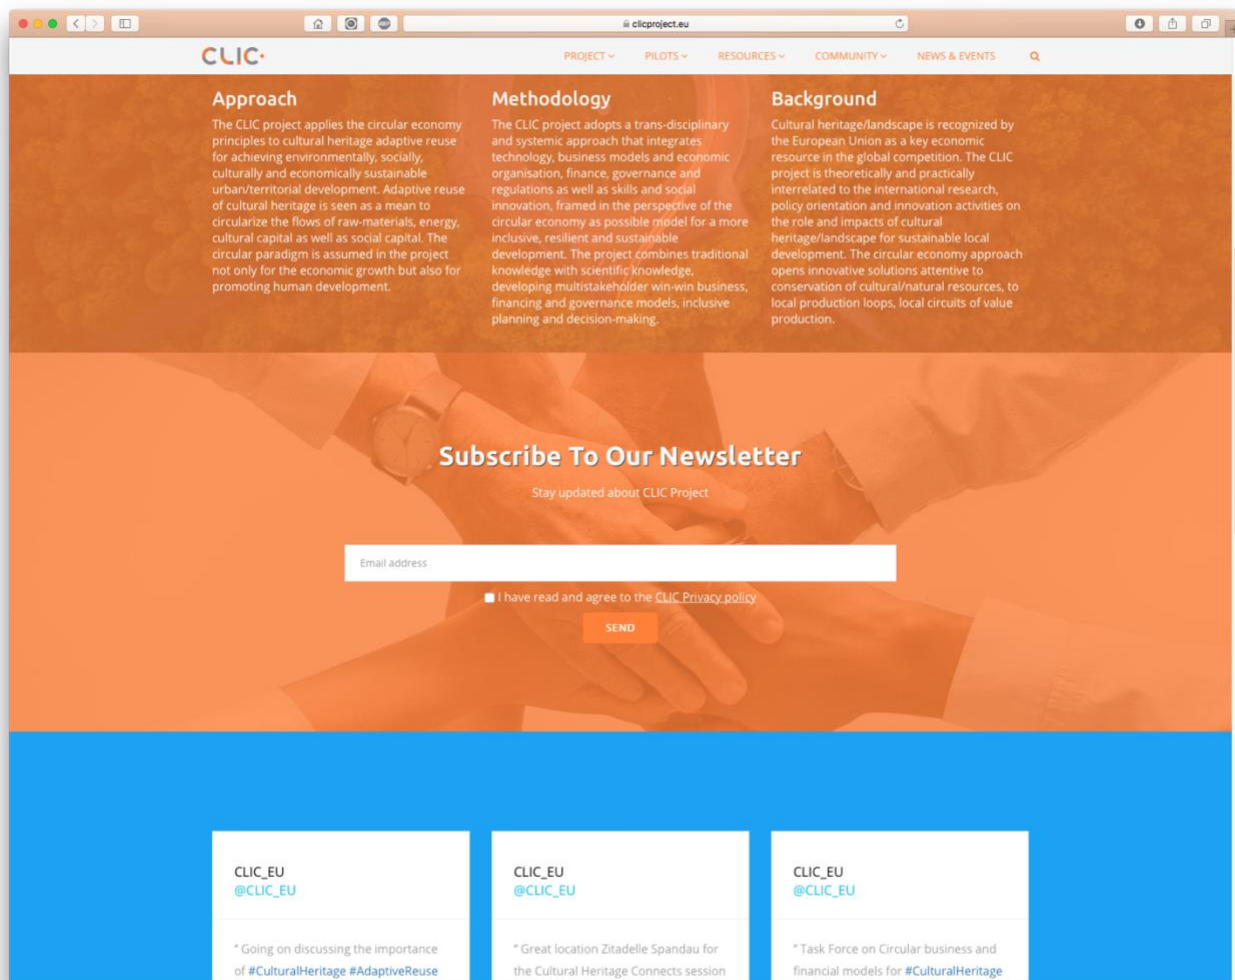 clicproject.eu
CLIC
PROJECT PILOTS RESOURCES COMMUNITY NEWS & EVENTS
Approach
The CLIC project applies the circular economy
principles to cultural heritage adaptive reuse
for achieving environmentally, socially,
culturally and economically sustainable
urban/territorial development. Adaptive reuse
of cultural heritage is seen as a mean to
circularize the flows of raw-materials, energy,
cultural capital as well as social capital. The
circular paradigm is assumed in the project
not only for the economic growth but also for
promoting human development.
Methodology
The CLIC project adopts a trans-disciplinary
and systemic approach that integrates
technology, business models and economic
organisation, finance, governance and
regulations as well as skills and social
innovation, framed in the perspective of the
circular economy as possible model for a more
inclusive, resilient and sustainable
development. The project combines traditional
knowledge with scientific knowledge,
developing multistakeholder win-win business,
financing and governance models, inclusive
planning and decision-making.
Background
Cultural heritage/landscape is recognized by
the European Union as a key economic
resource in the global competition. The CLIC
project is theoretically and practically
interrelated to the international research,
policy orientation and innovation activities on
the role and impacts of cultural
heritage/landscape for sustainable local
development. The circular economy approach
opens innovative solutions attentive to
conservation of cultural/natural resources, to
local production loops, local circuits of value
production.
Subscribe To Our Newsletter
Stay updated about CLIC Project
Email address
I have read and agree to the CLIC Privacy policy
SEND
CLIC_EU
@CLIC_EU
" Going on discussing the importance
of #CulturalHeritage #AdaptiveReuse
CLIC_EU
@CLIC_EU
" Great location Zitadelle Spandau for
the Cultural Heritage Connects session
CLIC_EU
@CLIC_EU
" Task Force on Circular business and
financial models for #CulturalHeritage